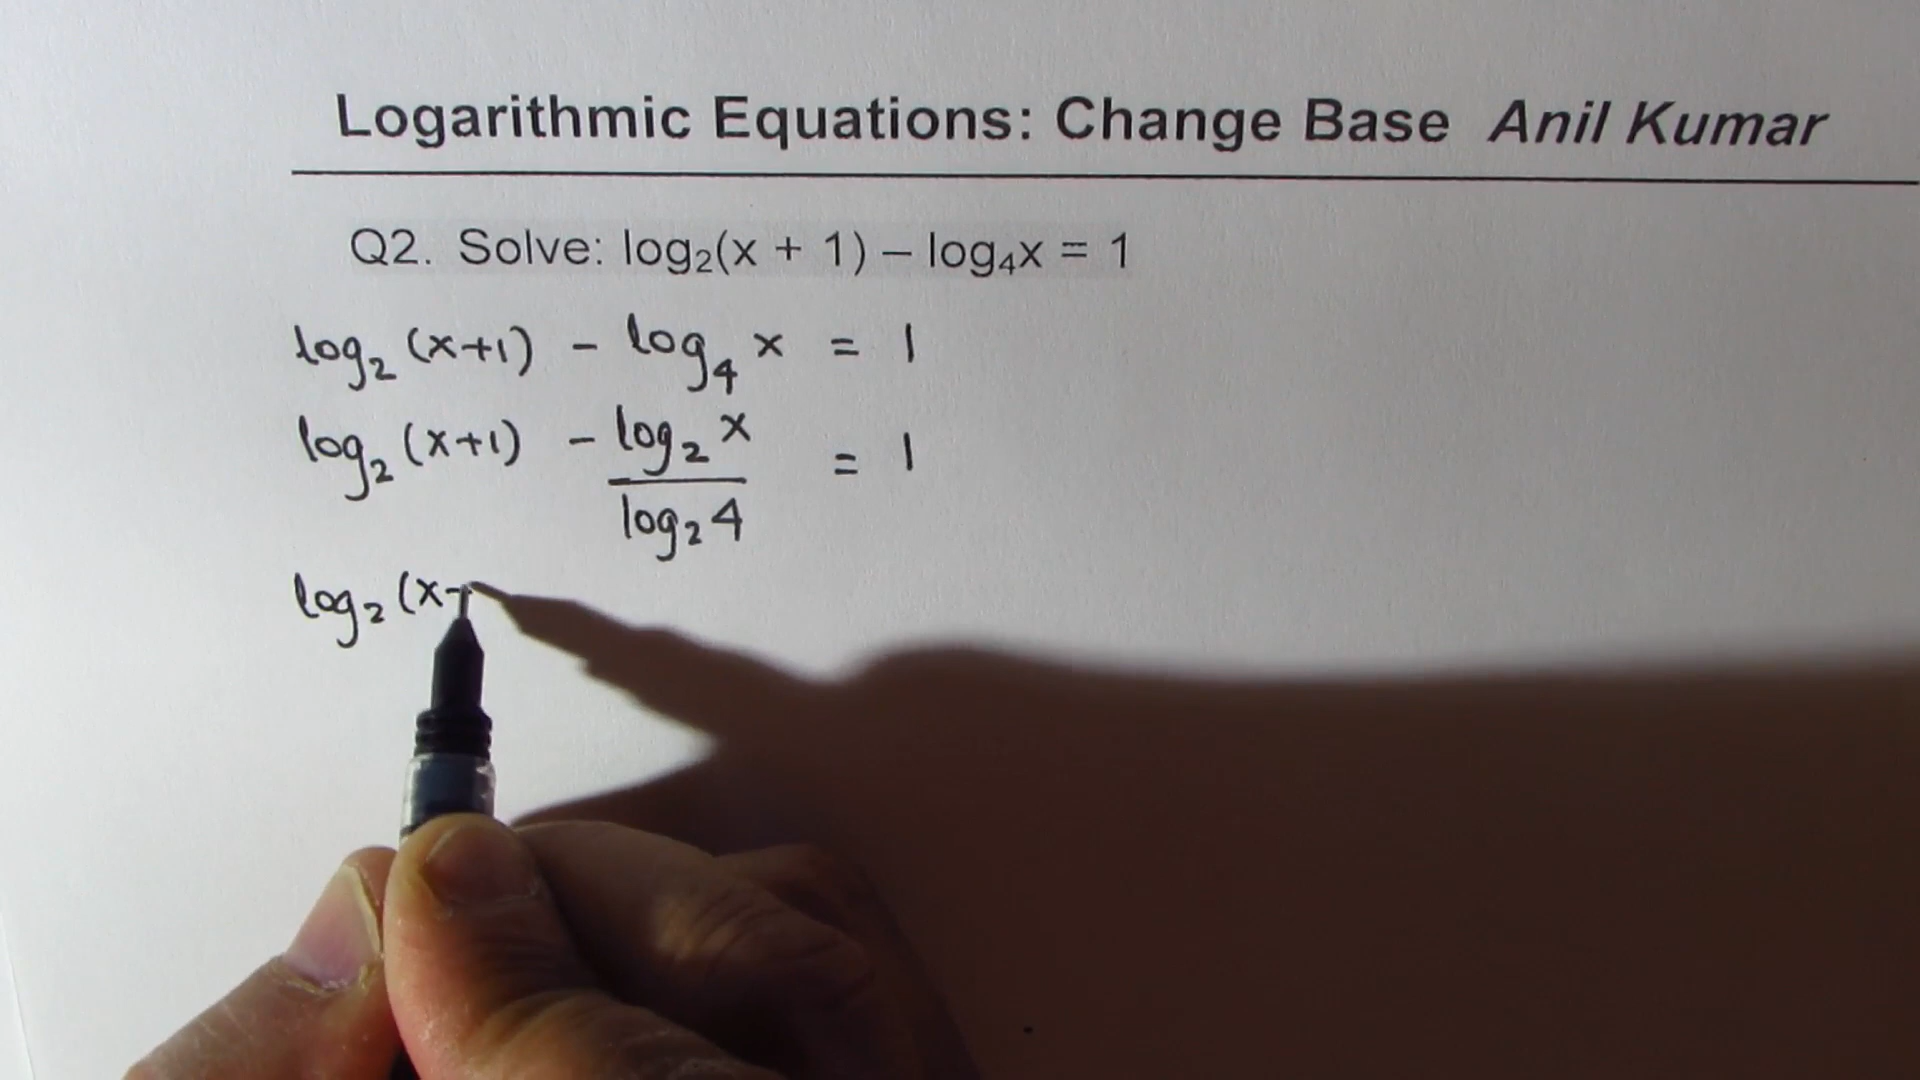 Logarithmic Equations: Change Base Anil Kumar
Q2. Solve: log₂(x + 1) – log₄x = 1
log₂ (x+1) - log₄ x = 1
log₂ (x+1) - log₂ x / log₂ 4 = 1
log₂ (x-